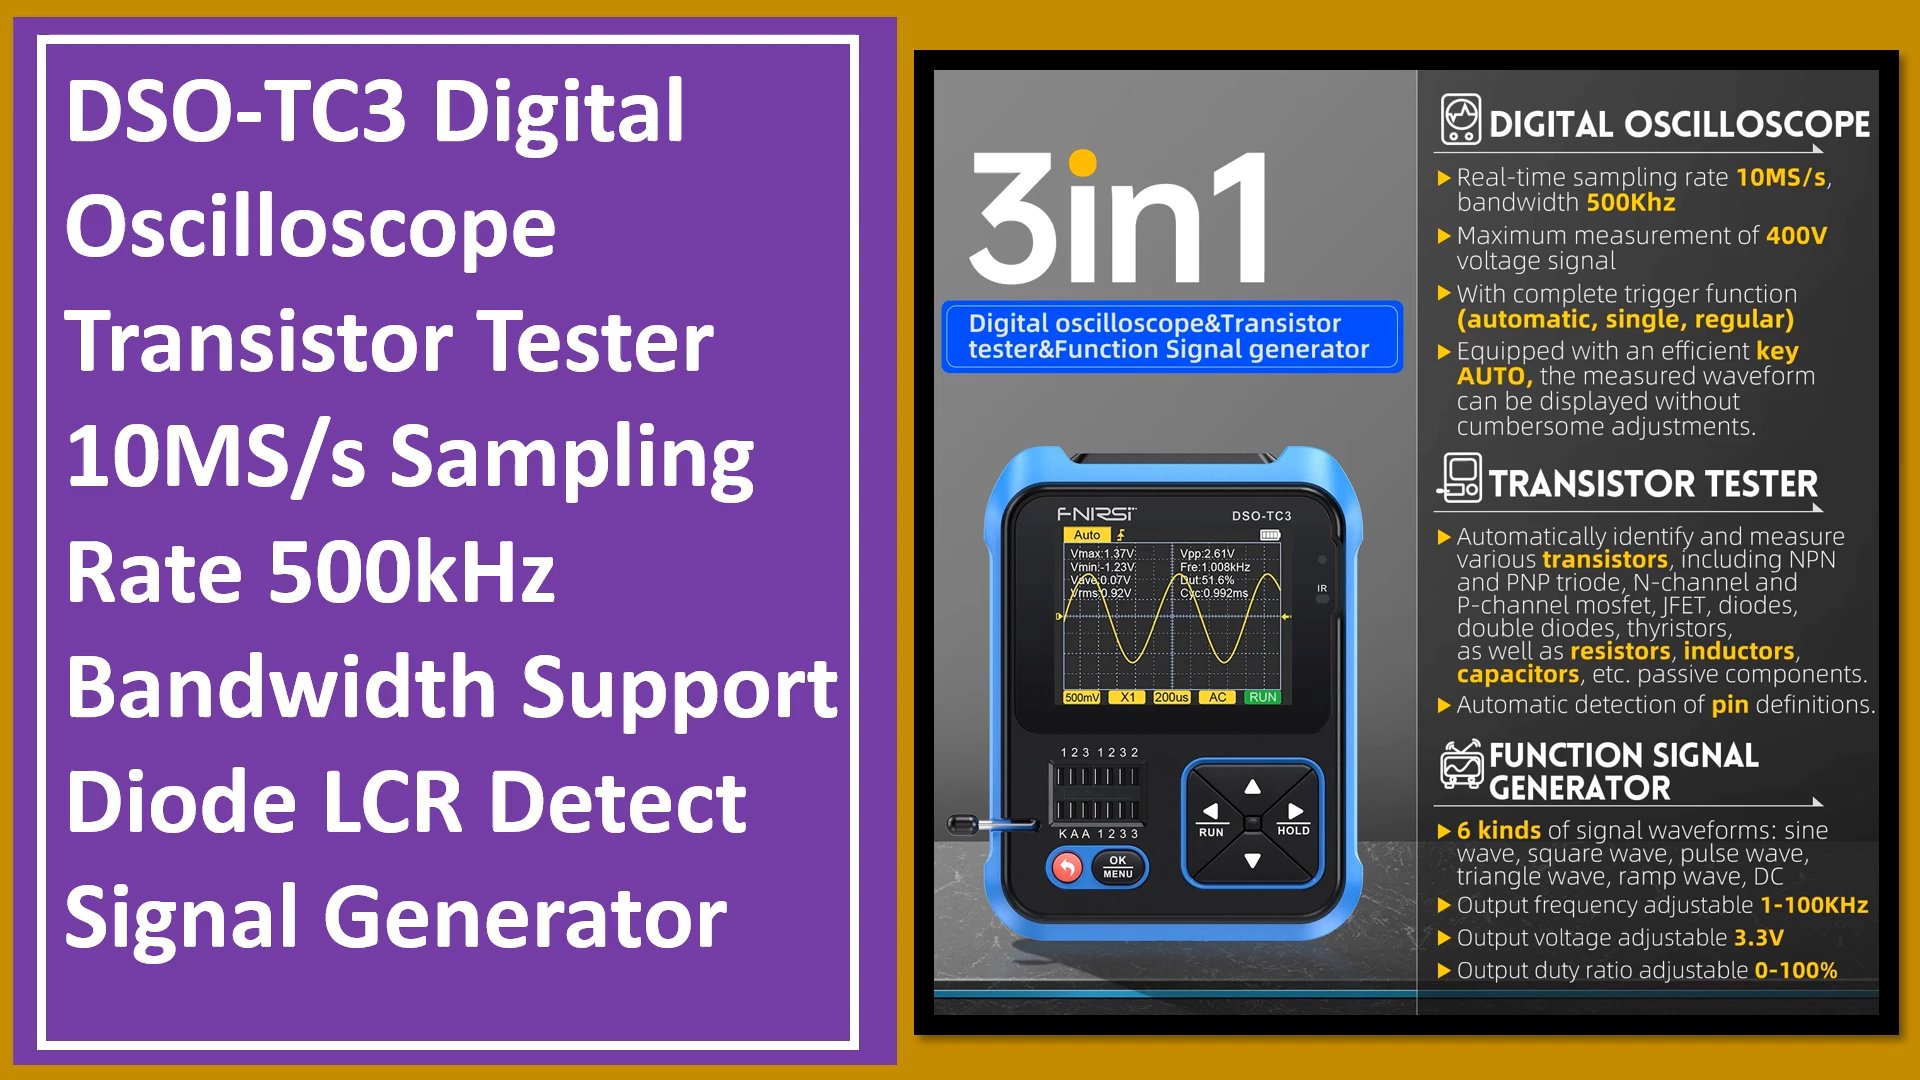 DSO-TC3 Digital
Oscilloscope
Transistor Tester
10MS/s Sampling
Rate 500kHz
Bandwidth Support
Diode LCR Detect
Signal Generator
3in1
Digital oscilloscope&Transistor
tester&Function Signal generator
FNIRSI
DSO-TC3
Auto
Vmax:1.37V
Vpp:2.61V
Vmin:-1.23V
Fre:1.008kHz
Vave:0.07V
Dut:51.6%
Vrms:0.92V
Cyc:0.992ms
IR
500mV X1 200us AC RUN
1 2 3 1 2 3 2
K A A 1 2 3 3
OK
MENU
RUN
HOLD
DIGITAL OSCILLOSCOPE
Real-time sampling rate 10MS/s,
bandwidth 500Khz
Maximum measurement of 400V
voltage signal
With complete trigger function
(automatic, single, regular)
Equipped with an efficient key
AUTO, the measured waveform
can be displayed without
cumbersome adjustments.
TRANSISTOR TESTER
Automatically identify and measure
various transistors, including NPN
and PNP triode, N-channel and
P-channel mosfet, JFET, diodes,
double diodes, thyristors,
as well as resistors, inductors,
capacitors, etc. passive components.
Automatic detection of pin definitions.
FUNCTION SIGNAL
GENERATOR
6 kinds of signal waveforms: sine
wave, square wave, pulse wave,
triangle wave, ramp wave, DC
Output frequency adjustable 1-100KHz
Output voltage adjustable 3.3V
Output duty ratio adjustable 0-100%